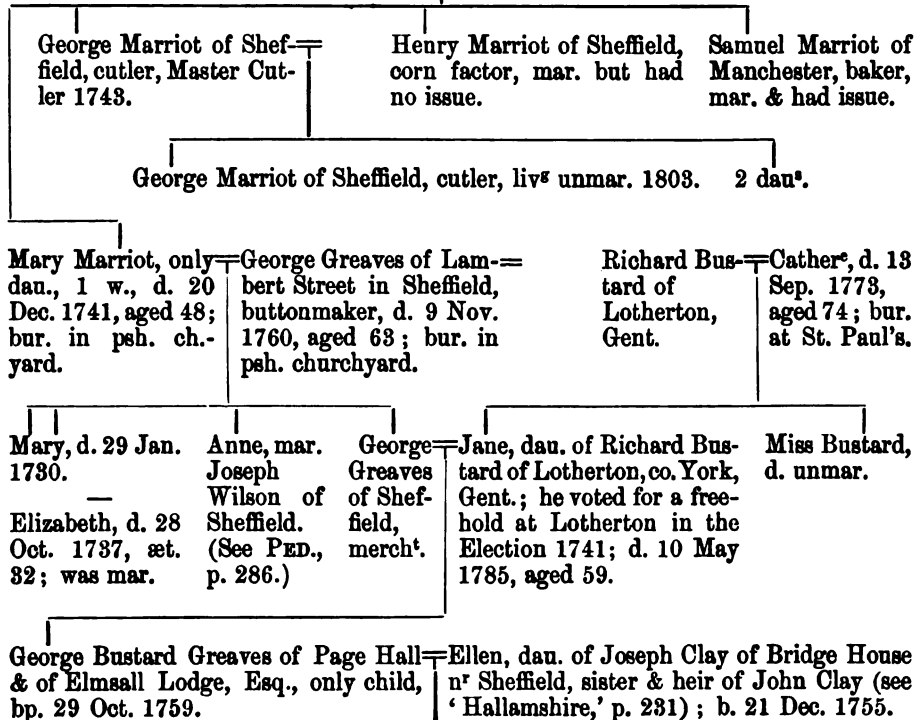 George Marriot of Shef-
field, cutler, Master Cut-
ler 1743.
Henry Marriot of Sheffield,
corn factor, mar. but had
no issue.
Samuel Marriot of
Manchester, baker,
mar. & had issue.
George Marriot of Sheffield, cutler, livᵍ unmar. 1803. 2 dauˢ.
Mary Marriot, only
dau., 1 w., d. 20
Dec. 1741, aged 48;
bur. in psh. ch.-
yard.
George Greaves of Lam-
bert Street in Sheffield,
buttonmaker, d. 9 Nov.
1760, aged 63; bur. in
psh. churchyard.
Richard Bus-
tard of
Lotherton,
Gent.
Catherᵉ, d. 13
Sep. 1773,
aged 74; bur.
at St. Paul's.
Mary, d. 29 Jan.
1730.
—
Elizabeth, d. 28
Oct. 1737, æt.
32; was mar.
Anne, mar.
Joseph
Wilson of
Sheffield.
(See PED.,
p. 286.)
George
Greaves
of Shef-
field,
mercht.
Jane, dau. of Richard Bus-
tard of Lotherton, co. York,
Gent.; he voted for a free-
hold at Lotherton in the
Election 1741; d. 10 May
1785, aged 59.
Miss Bustard,
d. unmar.
George Bustard Greaves of Page Hall
& of Elmsall Lodge, Esq., only child,
bp. 29 Oct. 1759.
Ellen, dau. of Joseph Clay of Bridge House
nʳ Sheffield, sister & heir of John Clay (see
'Hallamshire,' p. 231); b. 21 Dec. 1755.